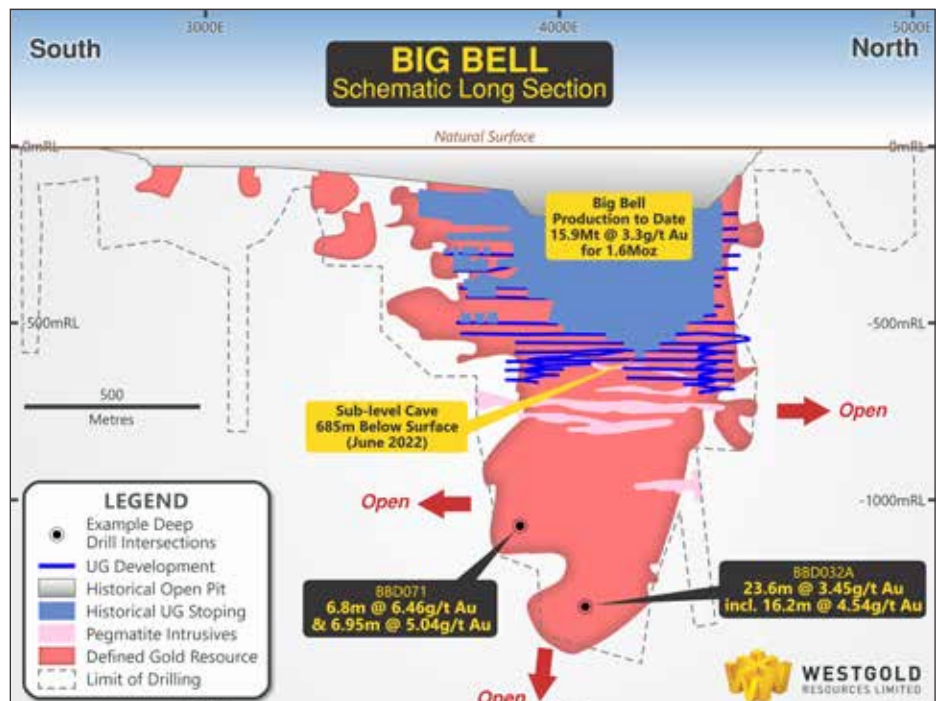 3000E
4000E
5000E
South
North
BIG BELL
Schematic Long Section
Natural Surface
0mRL
0mRL
Big Bell
Production to Date
15.9Mt @ 3.3g/t Au
for 1.6Moz
-500mRL
-500mRL
500
Metres
Sub-level Cave
685m Below Surface
(June 2022)
Open
Open
-1000mRL
LEGEND
Example Deep
Drill Intersections
UG Development
Historical Open Pit
Historical UG Stoping
Pegmatite Intrusives
Defined Gold Resource
Limit of Drilling
BBD071
6.8m @ 6.46g/t Au
& 6.95m @ 5.04g/t Au
BBD032A
23.6m @ 3.45g/t Au
incl. 16.2m @ 4.54g/t Au
Open
WESTGOLD
RESOURCES LIMITED